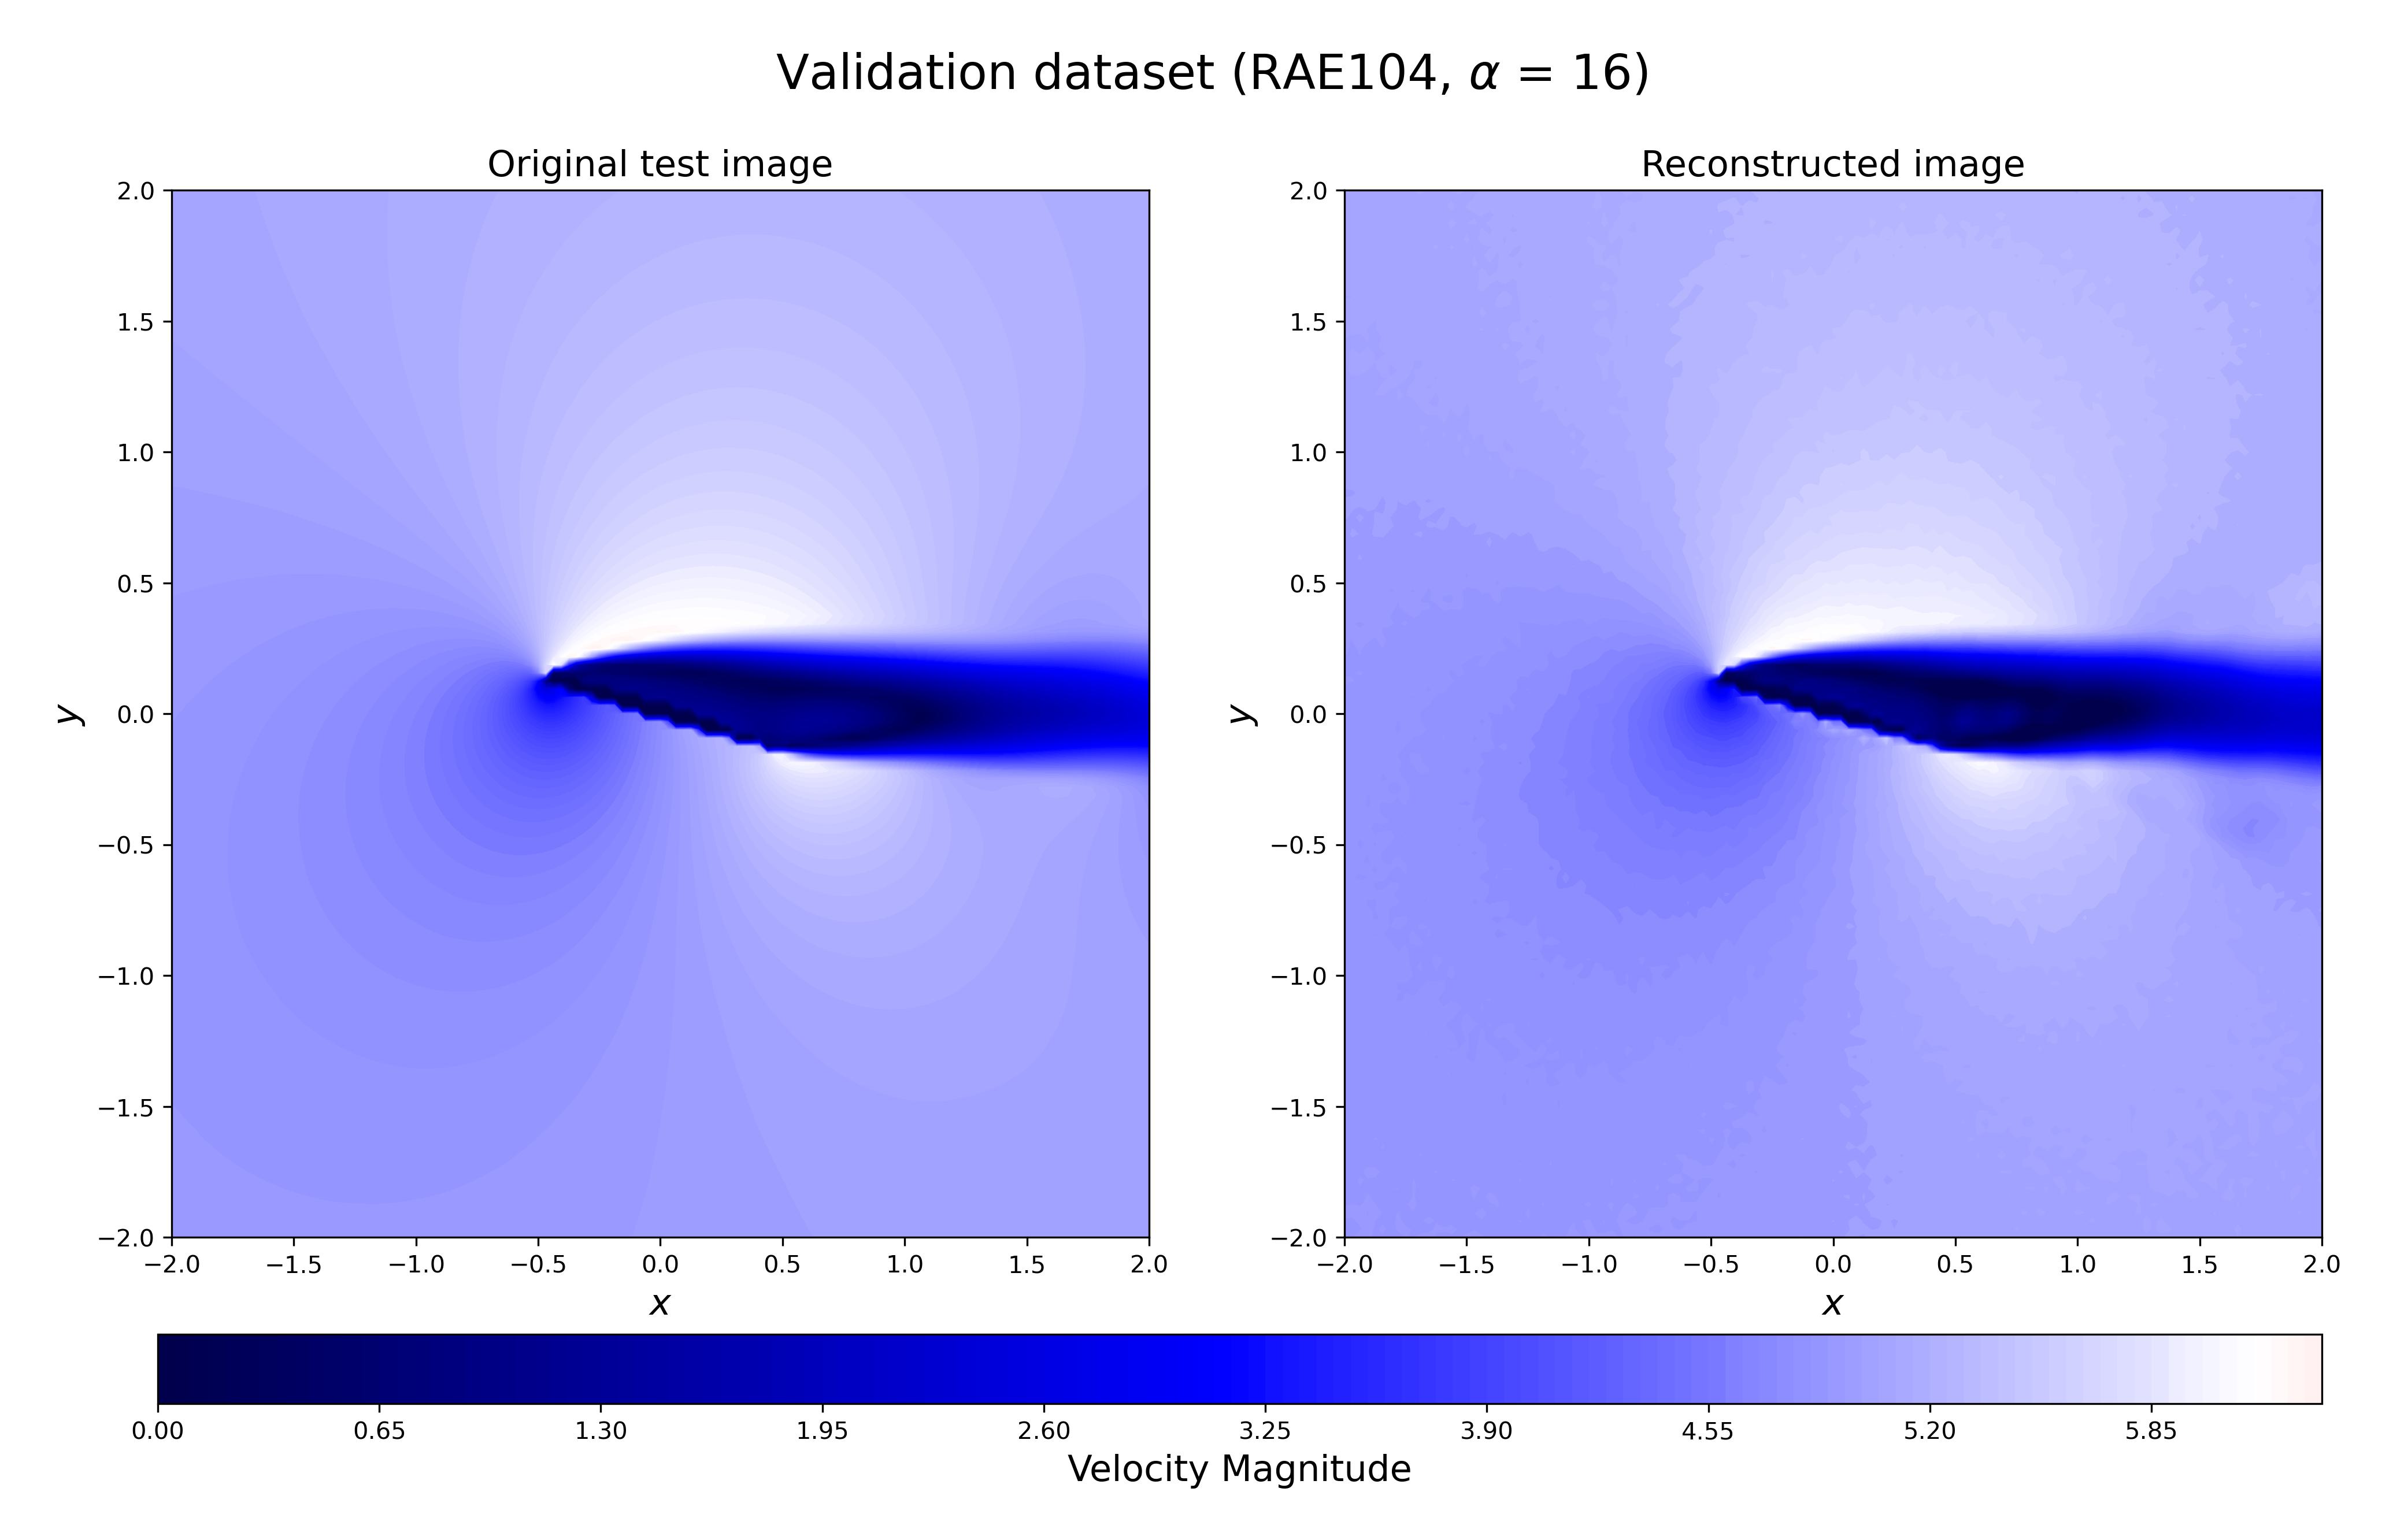 Validation dataset (RAE104, α = 16)
Original test image
2.0
1.5
1.0
0.5
0.0
−0.5
−1.0
−1.5
−2.0
y
−2.0 −1.5 −1.0 −0.5 0.0 0.5 1.0 1.5 2.0
x
Reconstructed image
2.0
1.5
1.0
0.5
0.0
−0.5
−1.0
−1.5
−2.0
y
−2.0 −1.5 −1.0 −0.5 0.0 0.5 1.0 1.5 2.0
x
0.00 0.65 1.30 1.95 2.60 3.25 3.90 4.55 5.20 5.85
Velocity Magnitude